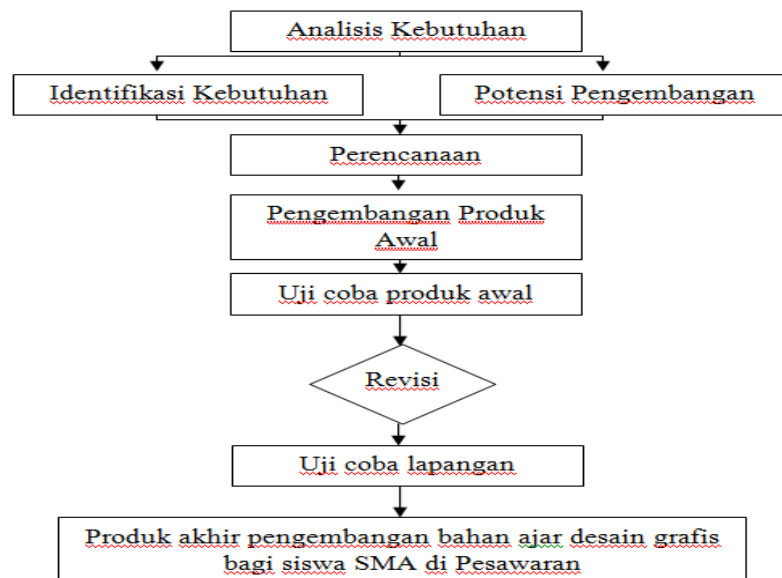 Analisis Kebutuhan
Identifikasi Kebutuhan
Potensi Pengembangan
Perencanaan
Pengembangan Produk
Awal
Uji coba produk awal
Revisi
Uji coba lapangan
Produk akhir pengembangan bahan ajar desain grafis
bagi siswa SMA di Pesawaran